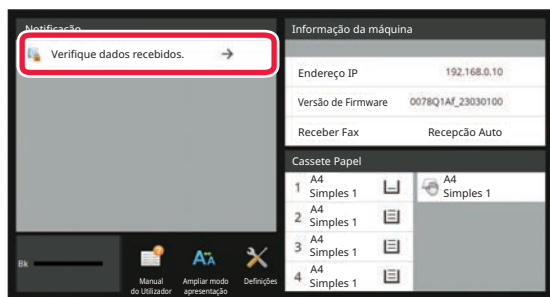 Notificação
Verifique dados recebidos.
Informação da máquina
Endereço IP 192.168.0.10
Versão de Firmware 0078Q1Af_23030100
Receber Fax Recepcão Auto
Cassete Papel
1 A4
Simples 1
A4
Simples 1
2 A4
Simples 1
3 A4
Simples 1
4 A4
Simples 1
Bk
Manual
do Utilizador
Ampliar modo
apresentação
Definições